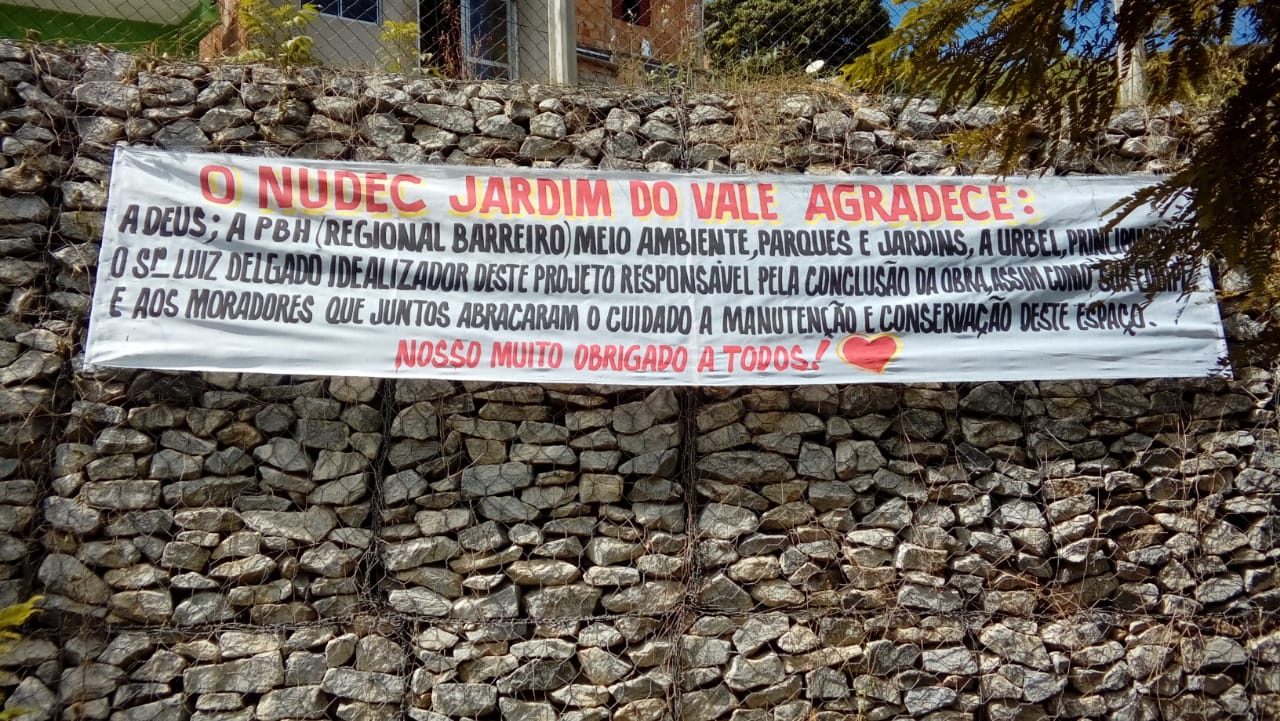 O NUDEC JARDIM DO VALE AGRADECE:
A DEUS; A PBH (REGIONAL BARREIRO) MEIO AMBIENTE, PARQUES E JARDINS, A URBEL,
O Sr. LUIZ DELGADO IDEALIZADOR DESTE PROJETO RESPONSÁVEL PELA CONCLUSÃO DA OBRA, ASSIM COMO SUA
E AOS MORADORES QUE JUNTOS ABRACARAM O CUIDADO A MANUTENÇÃO E CONSERVAÇÃO DESTE ESPAÇO.
NOSSO MUITO OBRIGADO A TODOS!